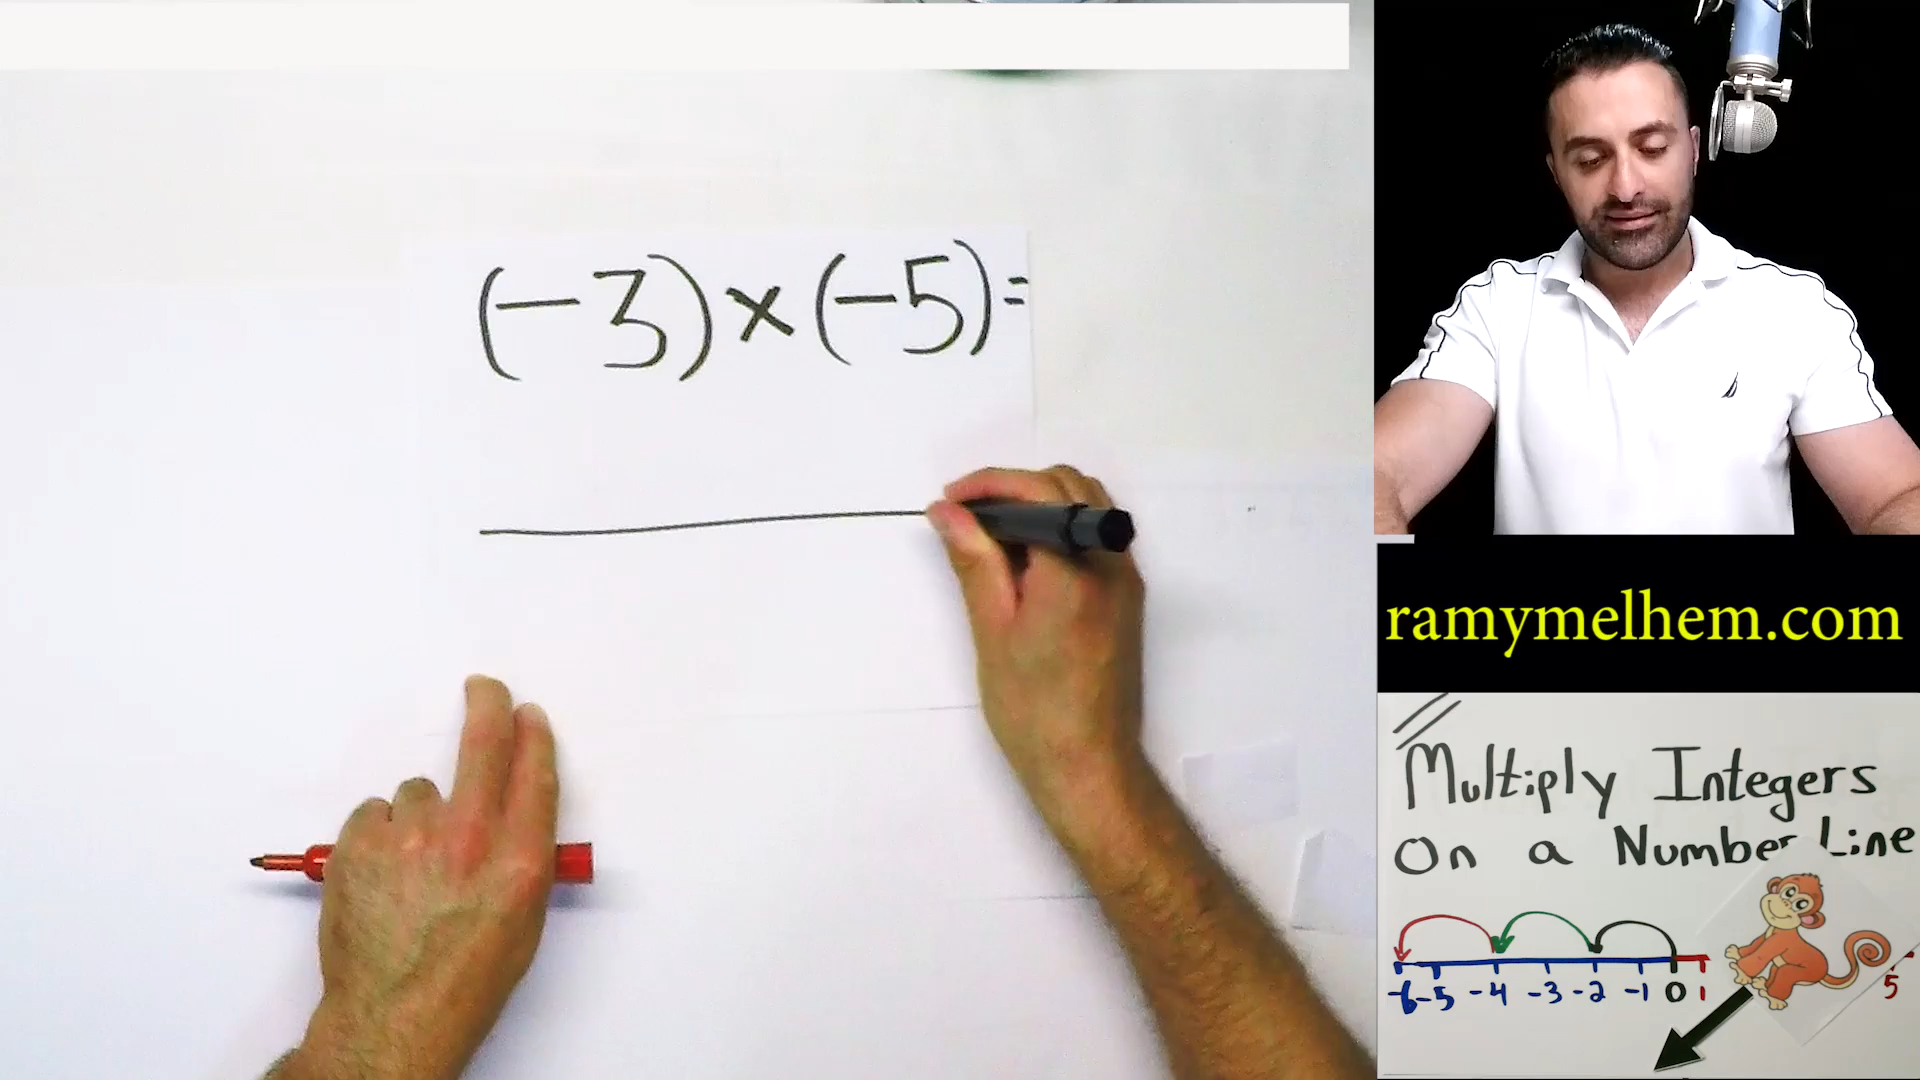 (-3)×(-5)=
ramymelhem.com
Multiply Integers
On a Number Line
-6 -5 -4 -3 -2 -1 0 1 5